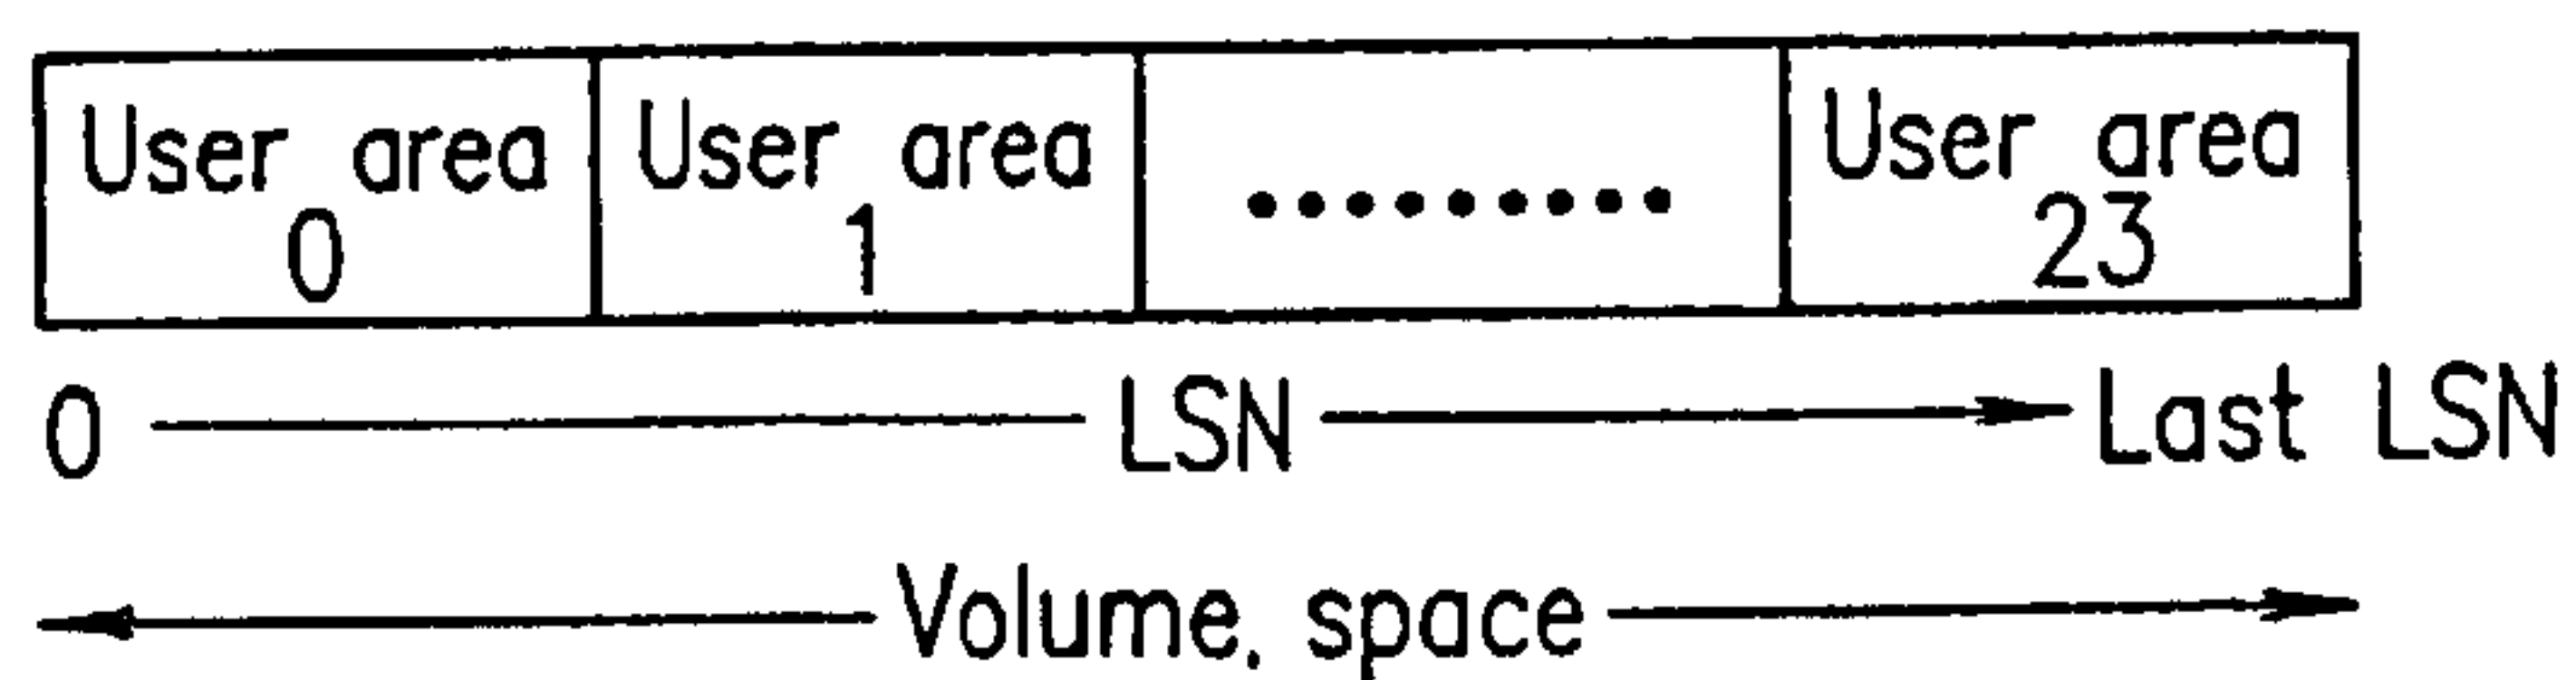 User area User area ......... User area
0 1 23
0 LSN Last LSN
Volume. space